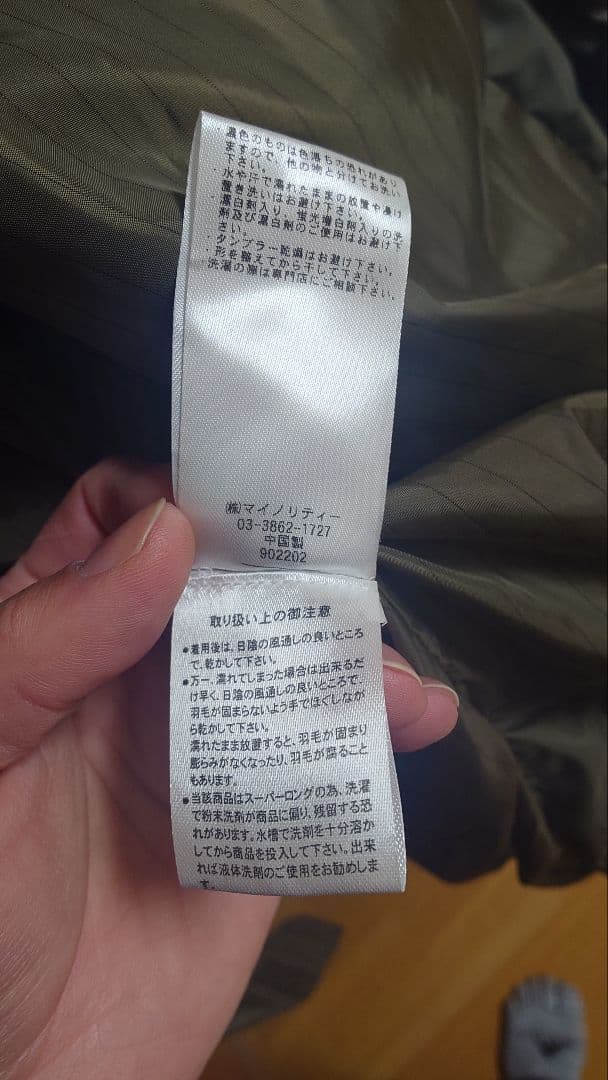 濃色のものは色落ちの恐れがあり
ますので、他の物と分けてお洗い
下さい。
・水や汗で濡れたままの放置や漬け
置き洗いはお避け下さい。
・漂白剤入り、蛍光増白剤入りの洗
剤及び漂白剤のご使用はお避け下
さい。
・タンブラー乾燥はお避け下さい。
・形を整えてから干して下さい。
洗濯の際は専門店にご相談下さい。
(株)マイノリティー
03-3862-1727
中国製
902202
取り扱い上の御注意
●着用後は、日陰の風通しの良いところ
で、乾かして下さい。
●万一、濡れてしまった場合は出来るだ
け早く、日陰の風通しの良いところで、
羽毛が固まらないよう手でほぐしなが
ら乾かして下さい。
濡れたまま放置すると、羽毛が固まり
膨らみがなくなったり、羽毛が腐ること
もあります。
●当該商品はスーパーロングの為、洗濯
で粉末洗剤が商品に偏り、残留する恐
れがあります。水槽で洗剤を十分溶か
してから商品を投入して下さい。出来
れば液体洗剤のご使用をお勧めしま
す。